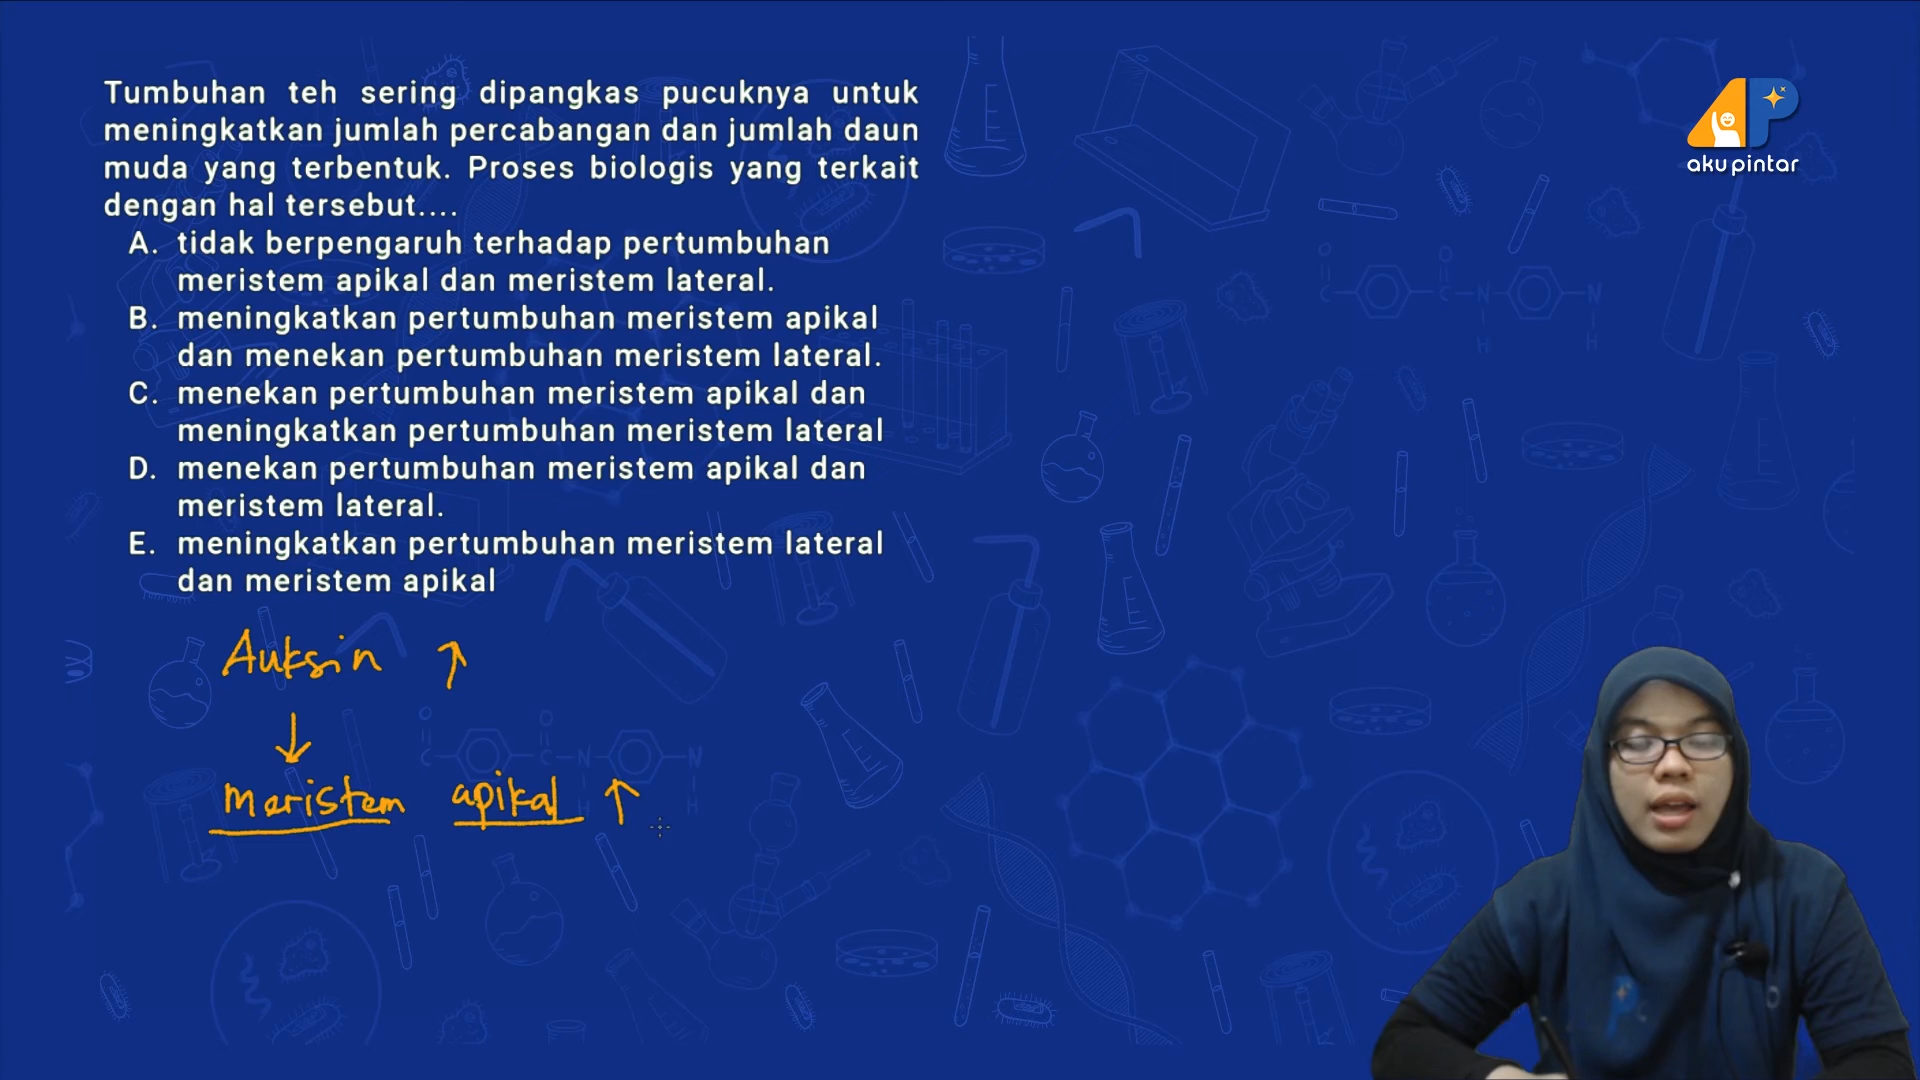 Tumbuhan teh sering dipangkas pucuknya untuk
meningkatkan jumlah percabangan dan jumlah daun
muda yang terbentuk. Proses biologis yang terkait
dengan hal tersebut....
A. tidak berpengaruh terhadap pertumbuhan
meristem apikal dan meristem lateral.
B. meningkatkan pertumbuhan meristem apikal
dan menekan pertumbuhan meristem lateral.
C. menekan pertumbuhan meristem apikal dan
meningkatkan pertumbuhan meristem lateral
D. menekan pertumbuhan meristem apikal dan
meristem lateral.
E. meningkatkan pertumbuhan meristem lateral
dan meristem apikal
Auksin ↑
↓
meristem apikal ↑
AP
aku pintar
O O
C C N N
H H
O O
C C N N
H H